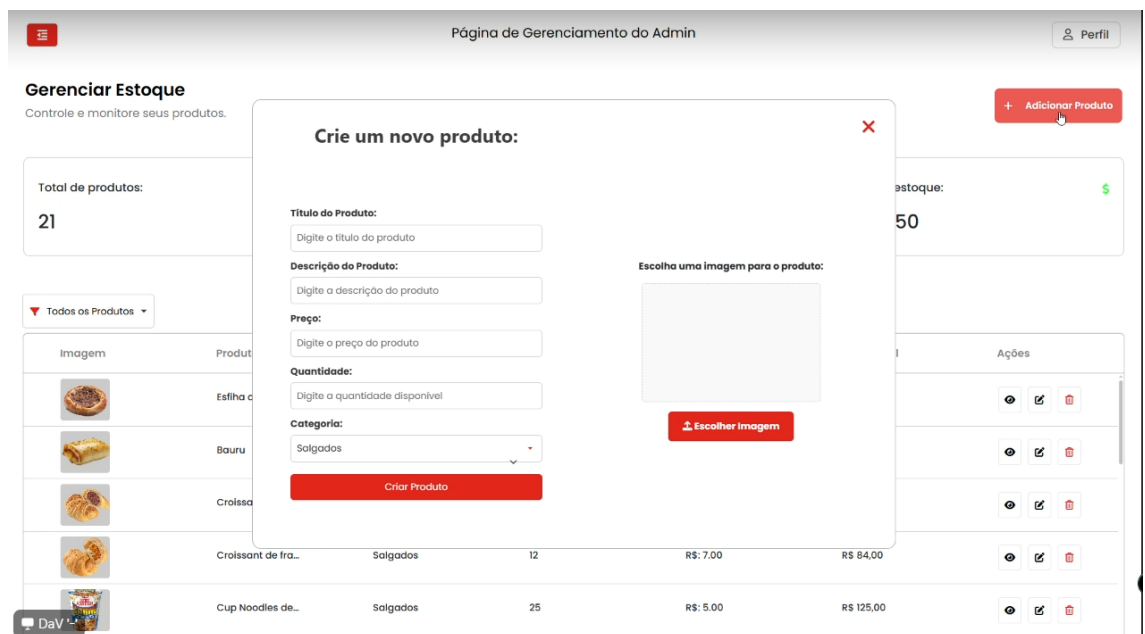 Página de Gerenciamento do Admin
Perfil
Gerenciar Estoque
Controle e monitore seus produtos.
+ Adicionar Produto
Crie um novo produto:
Total de produtos:
21
estoque:
$
50
Título do Produto:
Digite o título do produto
Descrição do Produto:
Digite a descrição do produto
Preço:
Digite o preço do produto
Quantidade:
Digite a quantidade disponível
Categoria:
Salgados
Criar Produto
Escolha uma imagem para o produto:
Escolher Imagem
Todos os Produtos
Imagem Produt Ações
Esfiha
Bauru
Croissa
Croissant de fra... Salgados 12 R$: 7.00 R$ 84,00
Cup Noodles de... Salgados 25 R$: 5.00 R$ 125,00
DaV '-'